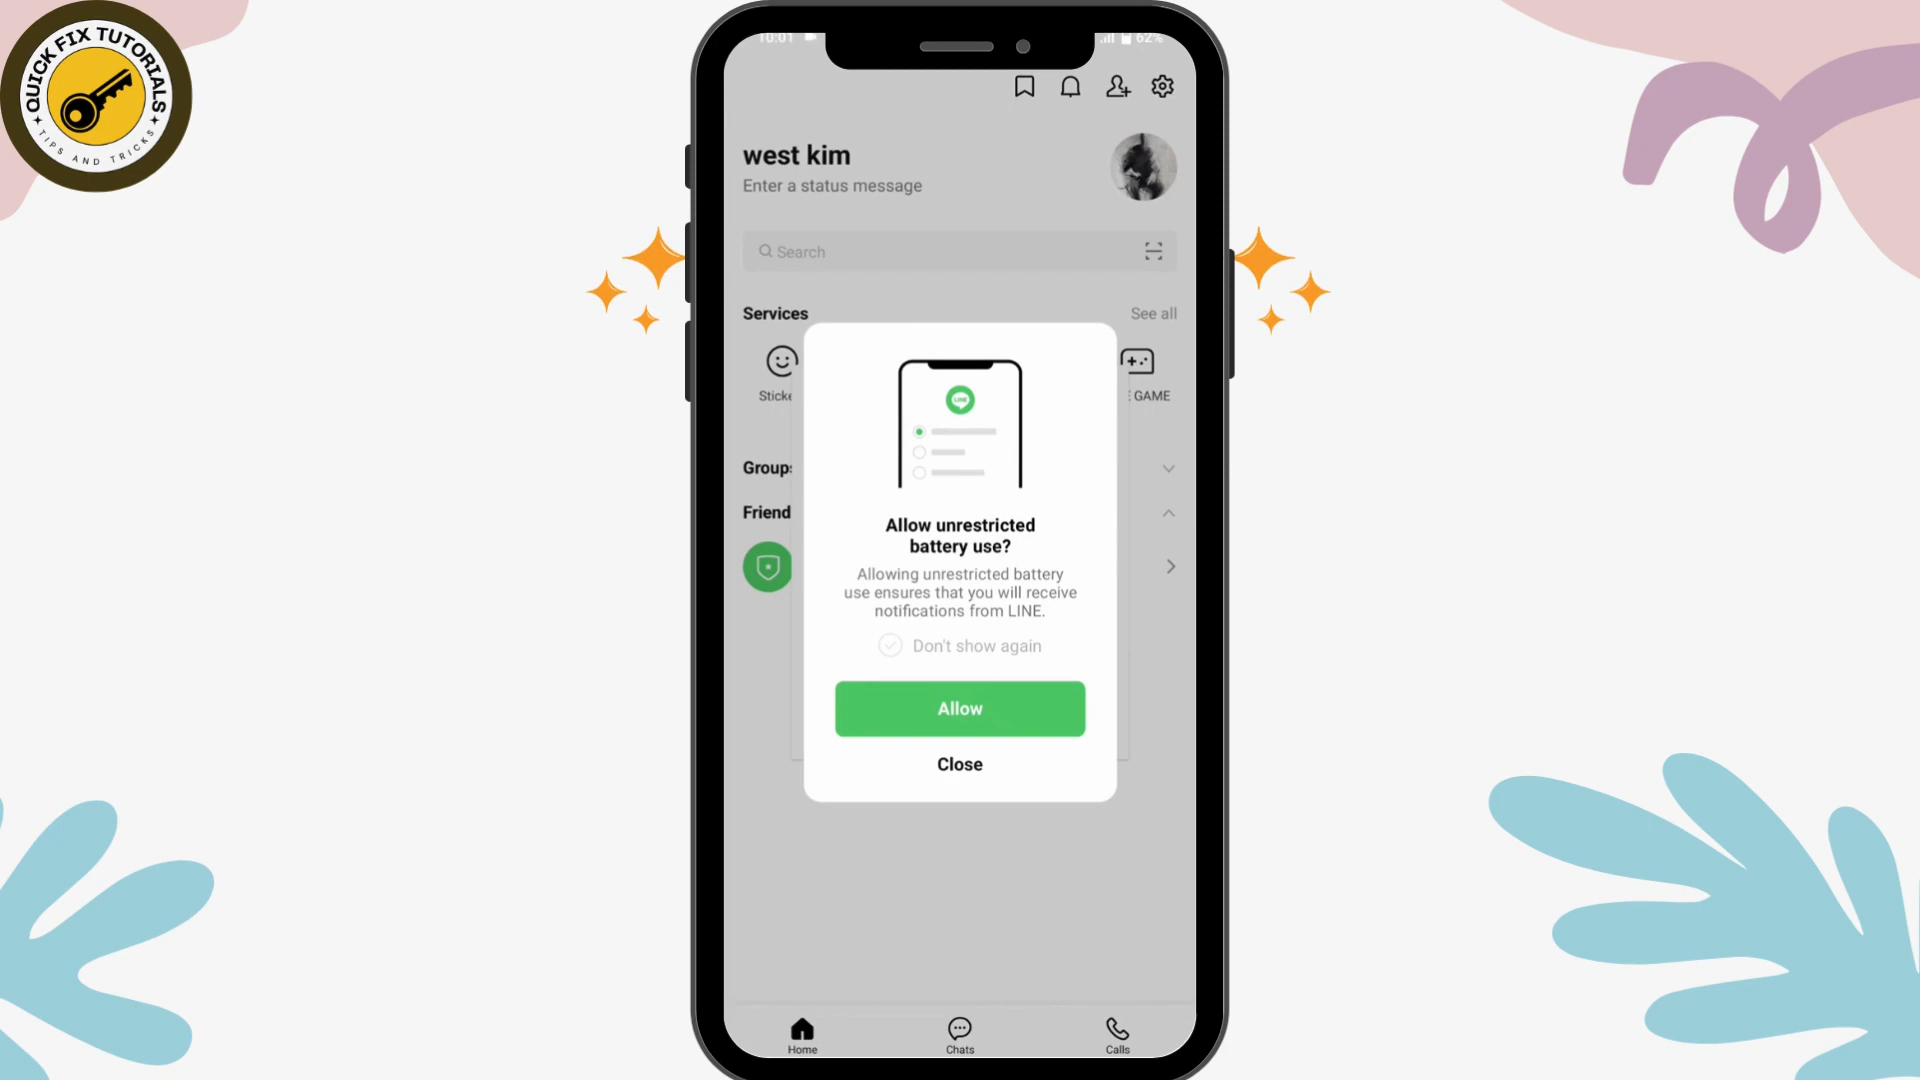 QUICK FIX TUTORIALS
TIPS AND TRICKS
10:01
62%
west kim
Enter a status message
Search
Services
See all
Sticke
GAME
Groups
Friend
LINE
Allow unrestricted
battery use?
Allowing unrestricted battery
use ensures that you will receive
notifications from LINE.
Don't show again
Allow
Close
Home
Chats
Calls